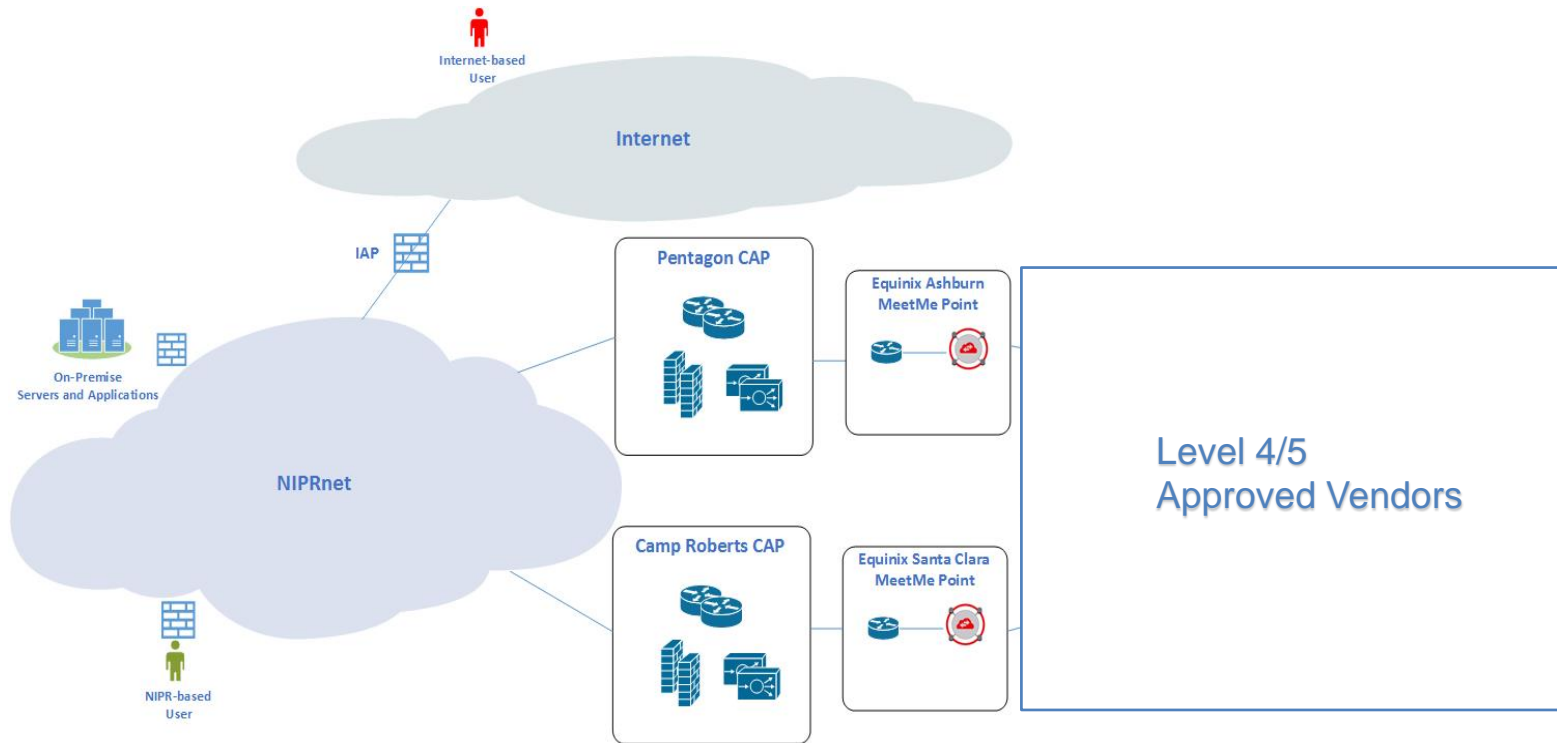 Internet-based
User
Internet
IAP
Pentagon CAP
Equinix Ashburn
MeetMe Point
On-Premise
Servers and Applications
NIPRnet
Level 4/5
Approved Vendors
Camp Roberts CAP
Equinix Santa Clara
MeetMe Point
NIPR-based
User